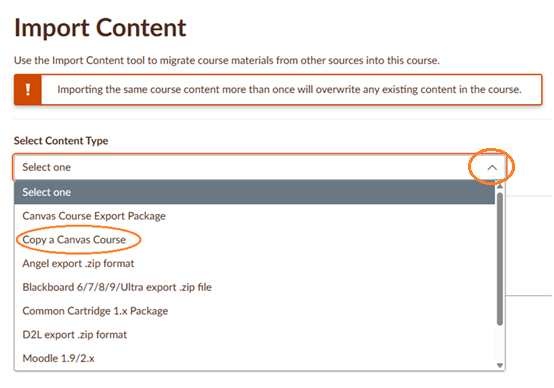 Import Content
Use the Import Content tool to migrate course materials from other sources into this course.
! Importing the same course content more than once will overwrite any existing content in the course.
Select Content Type
Select one
Select one
Canvas Course Export Package
Copy a Canvas Course
Angel export .zip format
Blackboard 6/7/8/9/Ultra export .zip file
Common Cartridge 1.x Package
D2L export .zip format
Moodle 1.9/2.x